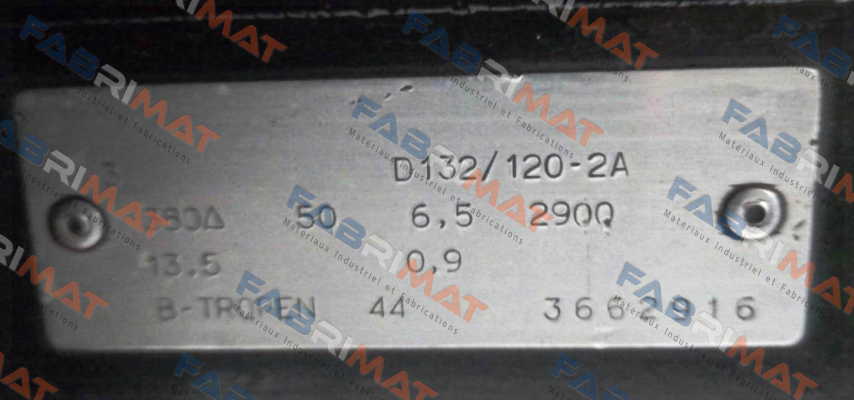 3 D132/120-2A
380Δ 50 6,5 2900
13.5 0,9
B-TROPEN 44 3662916
FABRIMAT
Matériaux Industriel et Fabrications